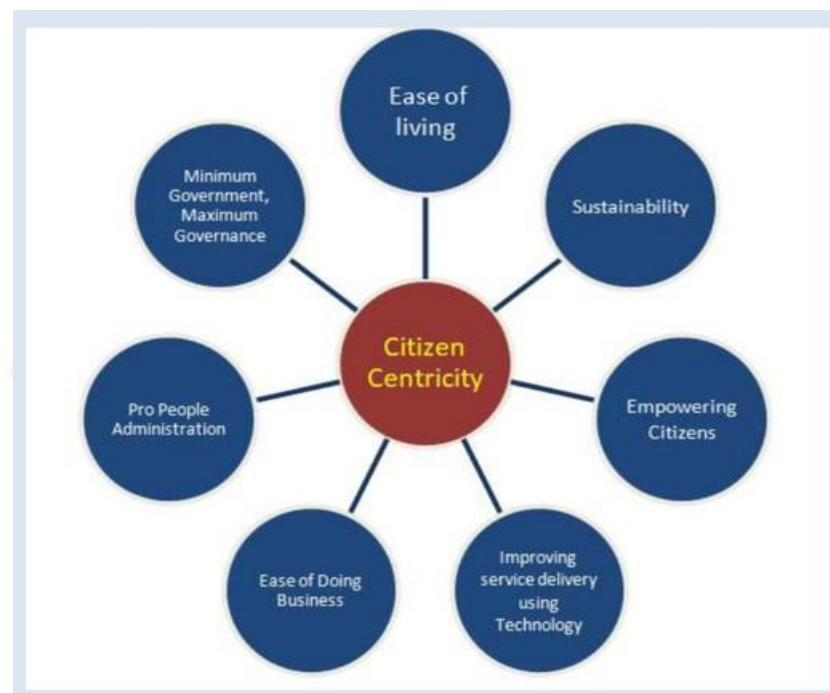 Ease of
living
Sustainability
Empowering
Citizens
Improving
service delivery
using
Technology
Ease of Doing
Business
Pro People
Administration
Minimum
Government,
Maximum
Governance
Citizen
Centricity